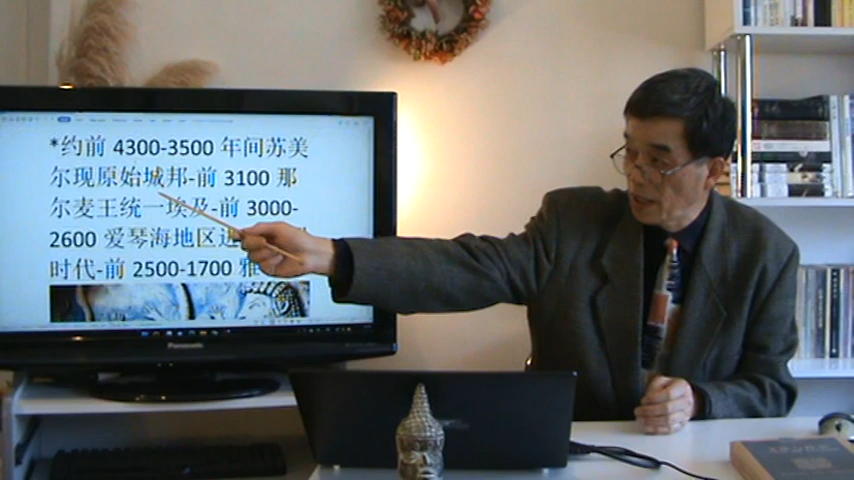 *约前 4300-3500 年间苏美
尔现原始城邦-前 3100 那
尔麦王统一埃及-前 3000-
2600 爱琴海地区进
时代-前 2500-1700 雅
Panasonic